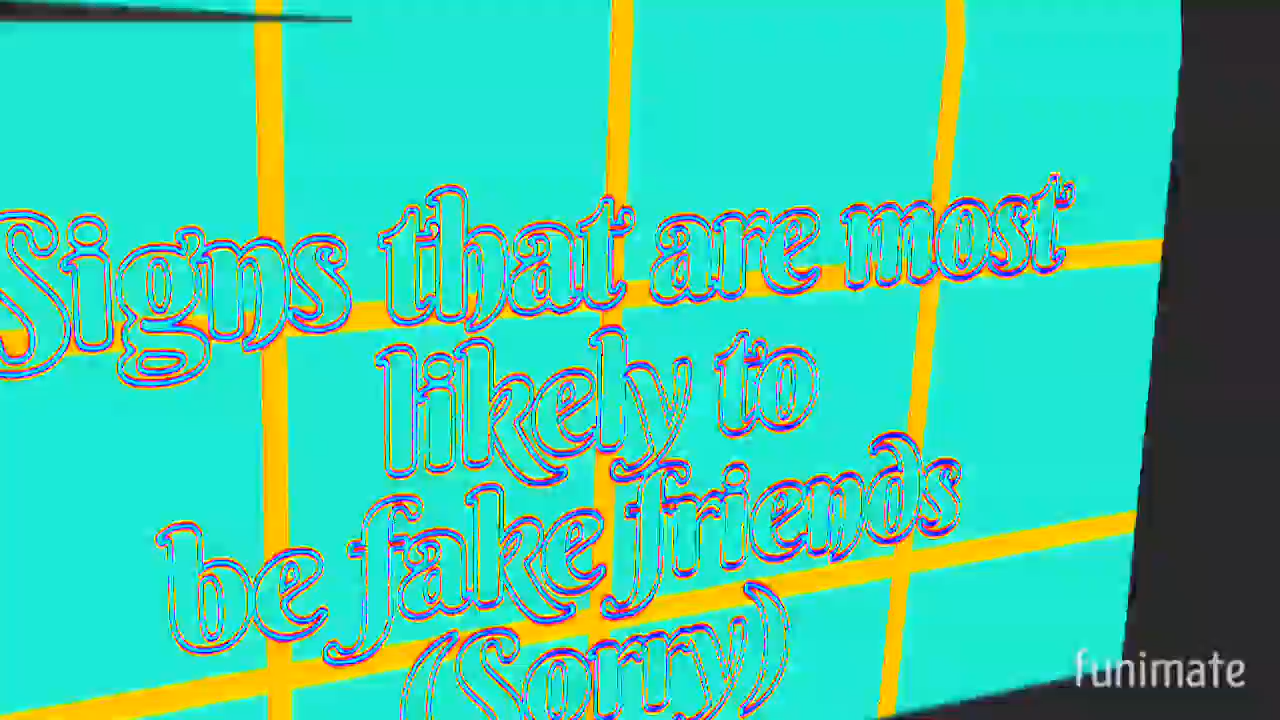 Signs that are most
likely to
be fake friends
(Sorry)
funimate